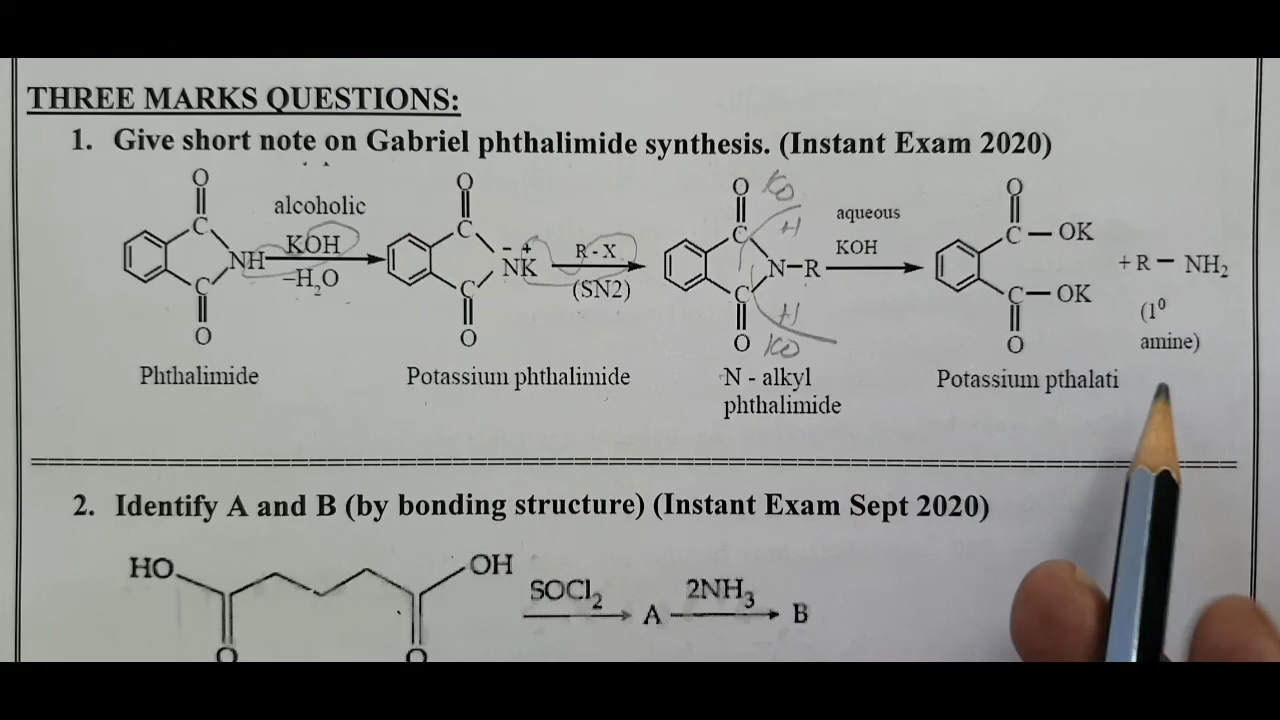 THREE MARKS QUESTIONS:
1. Give short note on Gabriel phthalimide synthesis. (Instant Exam 2020)
O O O KO O
C alcoholic C C H aqueous C – OK
NH KOH – + NK R - X N – R KOH + R – NH2
–H2O (SN2)
C C C H C – OK (1⁰
O O O KO O amine)
Phthalimide Potassium phthalimide N - alkyl Potassium pthalati
phthalimide
2. Identify A and B (by bonding structure) (Instant Exam Sept 2020)
HO OH SOCl2 A 2NH3 B
O O